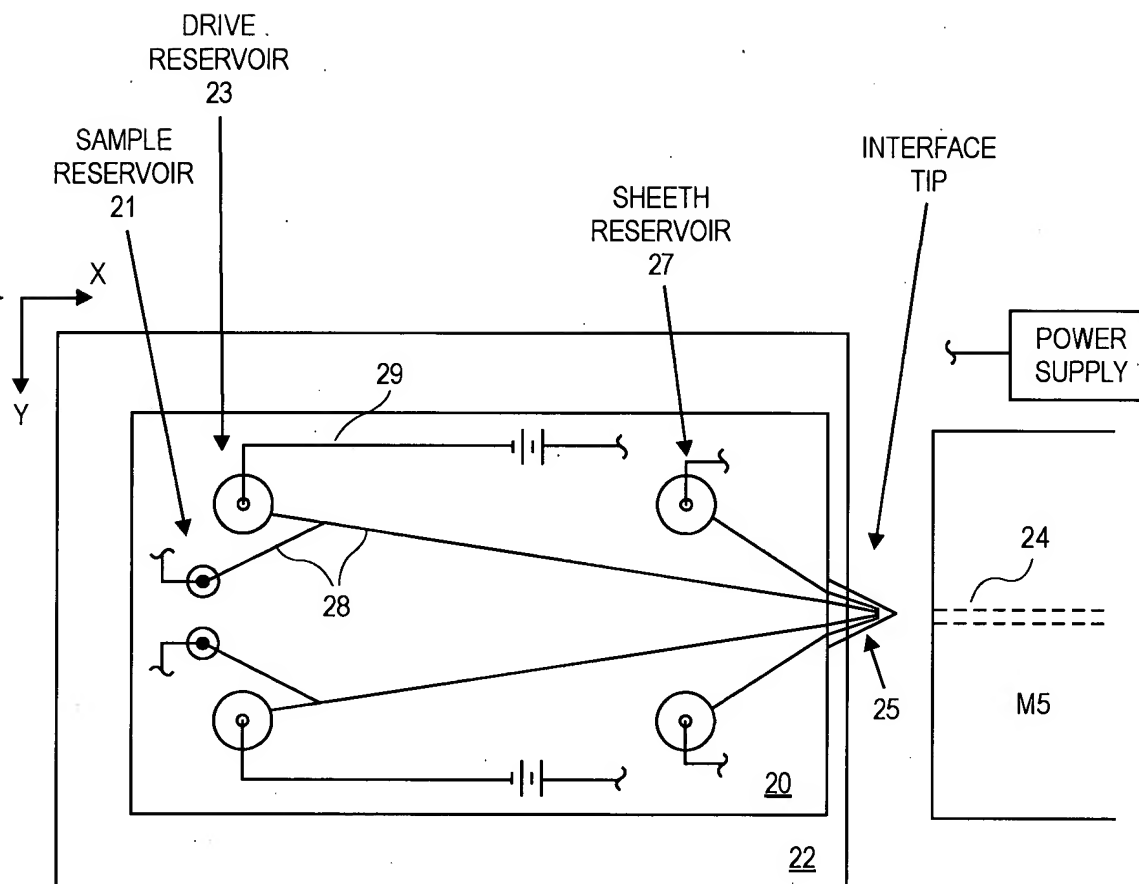 DRIVE
RESERVOIR
23
SAMPLE
RESERVOIR
21
INTERFACE
TIP
SHEETH
RESERVOIR
27
X
Y
POWER
SUPPLY
29
24
28
25
M5
20
22